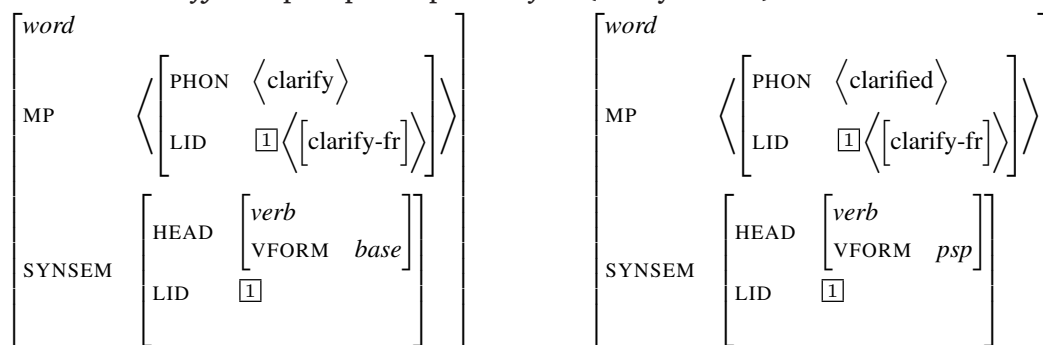 word word
PHON ⟨clarify⟩ PHON ⟨clarified⟩
MP MP
LID 1⟨[clarify-fr]⟩ LID 1⟨[clarify-fr]⟩
verb verb
HEAD HEAD
VFORM base VFORM psp
SYNSEM SYNSEM
LID 1 LID 1